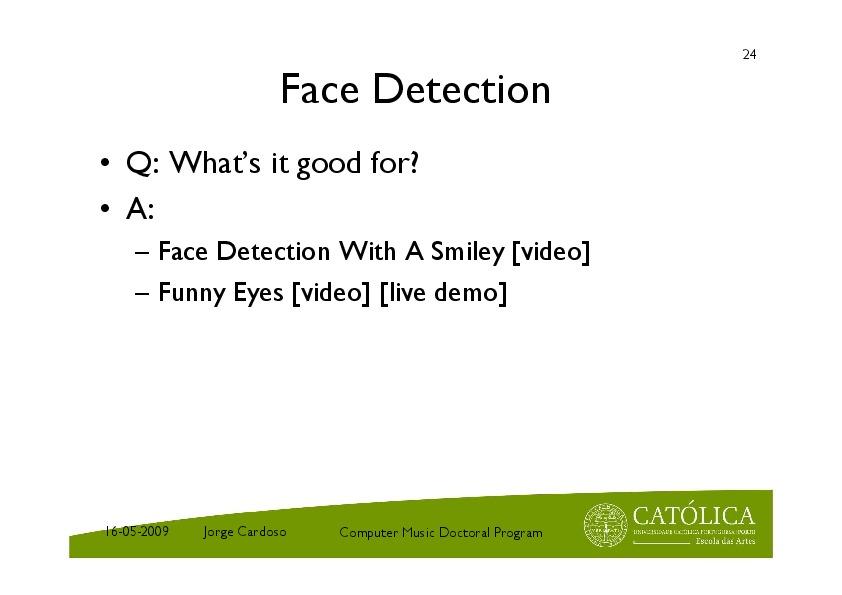 24
Face Detection
• Q: What's it good for?
• A:
– Face Detection With A Smiley [video]
– Funny Eyes [video] [live demo]
16-05-2009 Jorge Cardoso Computer Music Doctoral Program
CATÓLICA
UNIVERSIDADE CATÓLICA PORTUGUESA | PORTO
Escola das Artes